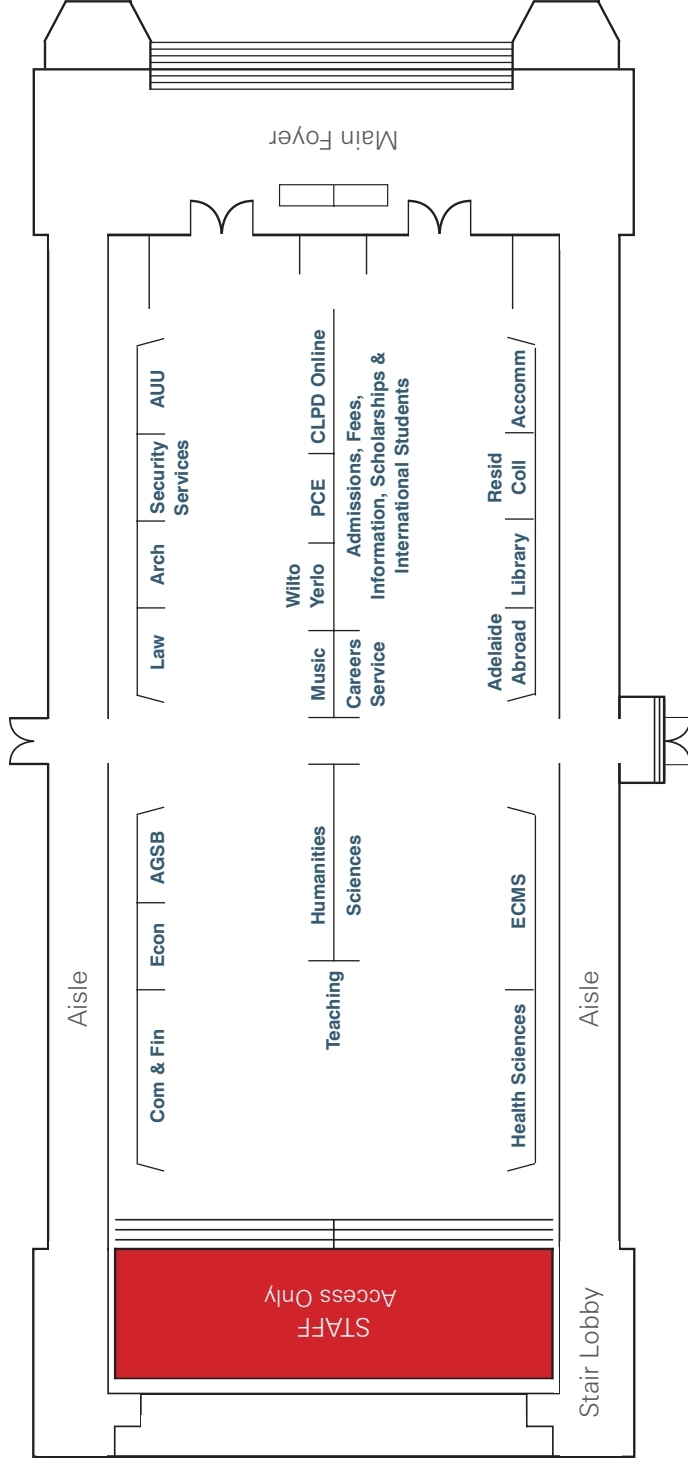 Main Foyer
AUU
Security
Services
Arch
Law
CLPD Online
PCE
Wilto
Yerlo
Music
Admissions, Fees,
Information, Scholarships &
International Students
Careers
Service
Accomm
Resid
Coll
Library
Adelaide
Abroad
AGSB
Econ
Com & Fin
Humanities
Sciences
Teaching
ECMS
Health Sciences
Aisle
Aisle
STAFF
Access Only
Stair Lobby